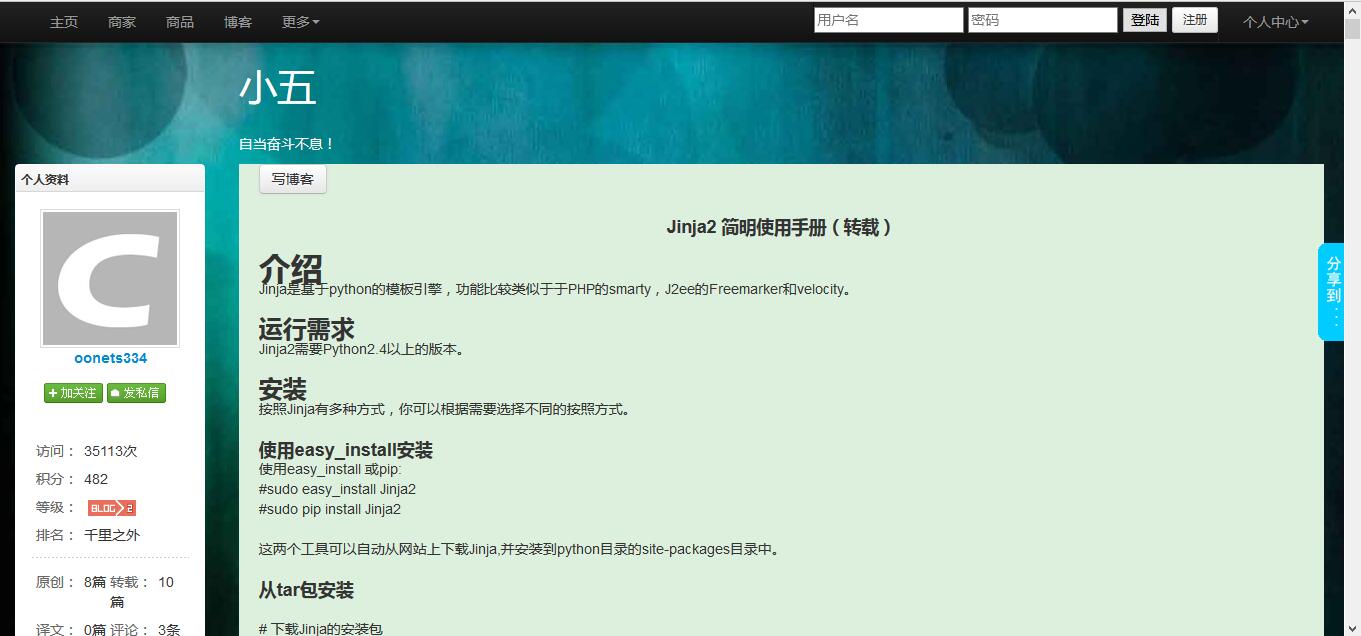 主页 商家 商品 博客 更多 用户名 密码 登陆 注册 个人中心
小五
自当奋斗不息！
个人资料
C
oonets334
加关注 发私信
访问： 35113次
积分： 482
等级： BLOG 2
排名： 千里之外
原创： 8篇 转载： 10
篇
译文： 0篇 评论： 3条
写博客
Jinja2 简明使用手册（转载）
介绍
Jinja是基于python的模板引擎，功能比较类似于于PHP的smarty，J2ee的Freemarker和velocity。
运行需求
Jinja2需要Python2.4以上的版本。
安装
按照Jinja有多种方式，你可以根据需要选择不同的按照方式。
使用easy_install安装
使用easy_install 或pip:
#sudo easy_install Jinja2
#sudo pip install Jinja2
这两个工具可以自动从网站上下载Jinja,并安装到python目录的site-packages目录中。
从tar包安装
# 下载Jinja的安装包
分享到：...